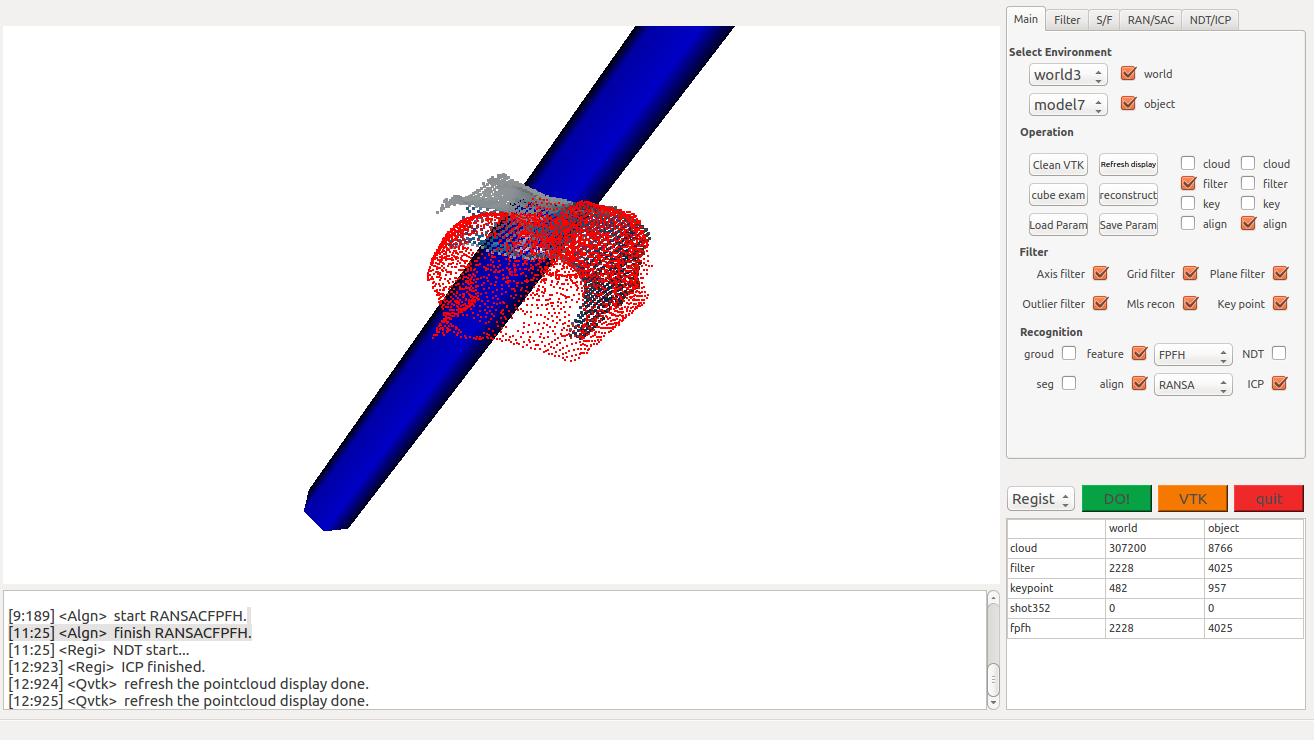 Main Filter S/F RAN/SAC NDT/ICP
Select Environment
world3 world
model7 object
Operation
Clean VTK Refresh display cloud cloud
filter filter
cube exam reconstruct
key key
Load Param Save Param align align
Filter
Axis filter Grid filter Plane filter
Outlier filter Mls recon Key point
Recognition
groud feature FPFH NDT
seg align RANSA ICP
Regist DO! VTK quit
world object
cloud 307200 8766
filter 2228 4025
keypoint 482 957
shot352 0 0
fpfh 2228 4025
[9:189] <Algn> start RANSACFPFH.
[11:25] <Algn> finish RANSACFPFH.
[11:25] <Regi> NDT start...
[12:923] <Regi> ICP finished.
[12:924] <Qvtk> refresh the pointcloud display done.
[12:925] <Qvtk> refresh the pointcloud display done.